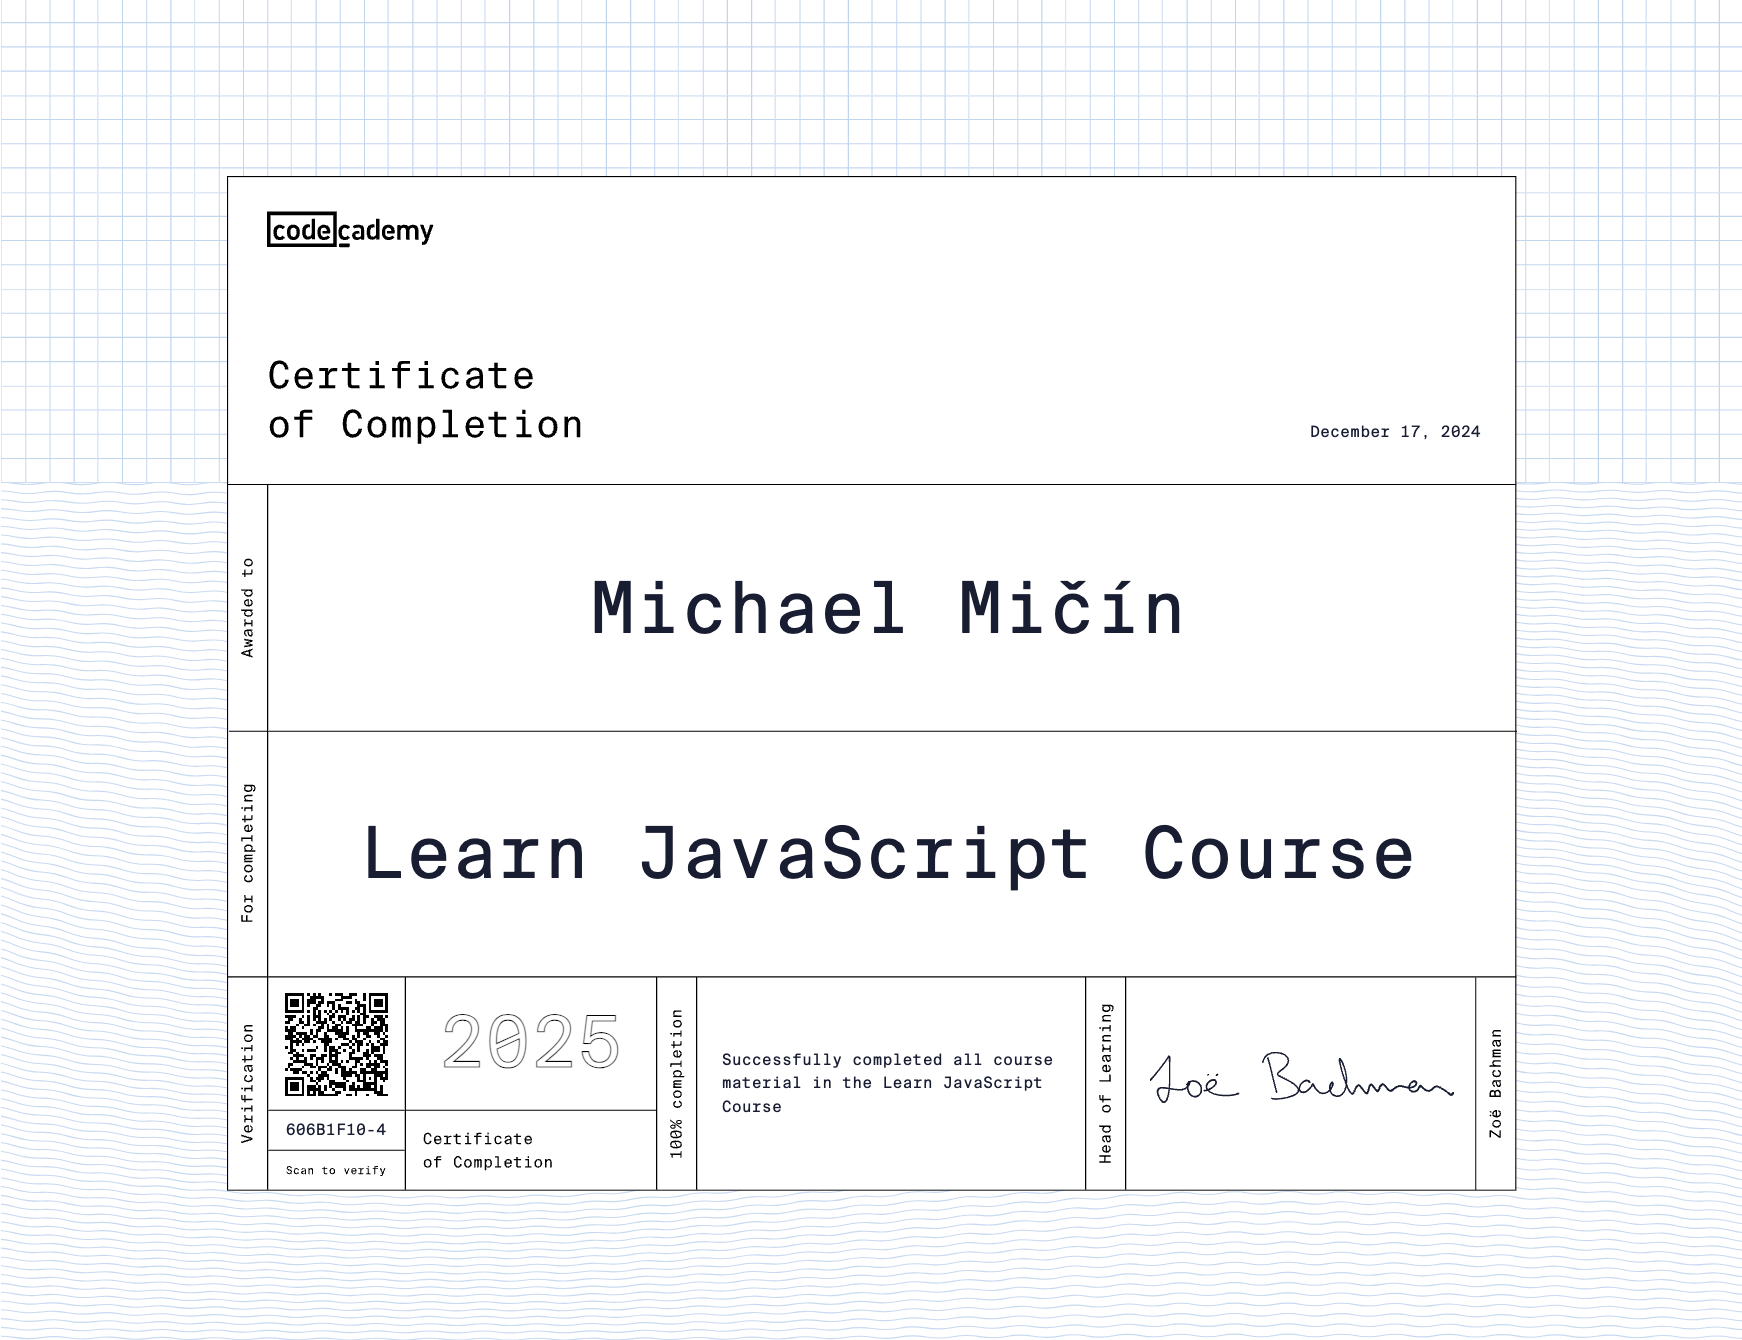 codecademy
Certificate
of Completion
December 17, 2024
Awarded to
Michael Mičín
For completing
Learn JavaScript Course
Verification
606B1F10-4
Scan to verify
2025
Certificate
of Completion
100% completion
Successfully completed all course
material in the Learn JavaScript
Course
Head of Learning
Zoë Bachman
Zoë Bachman